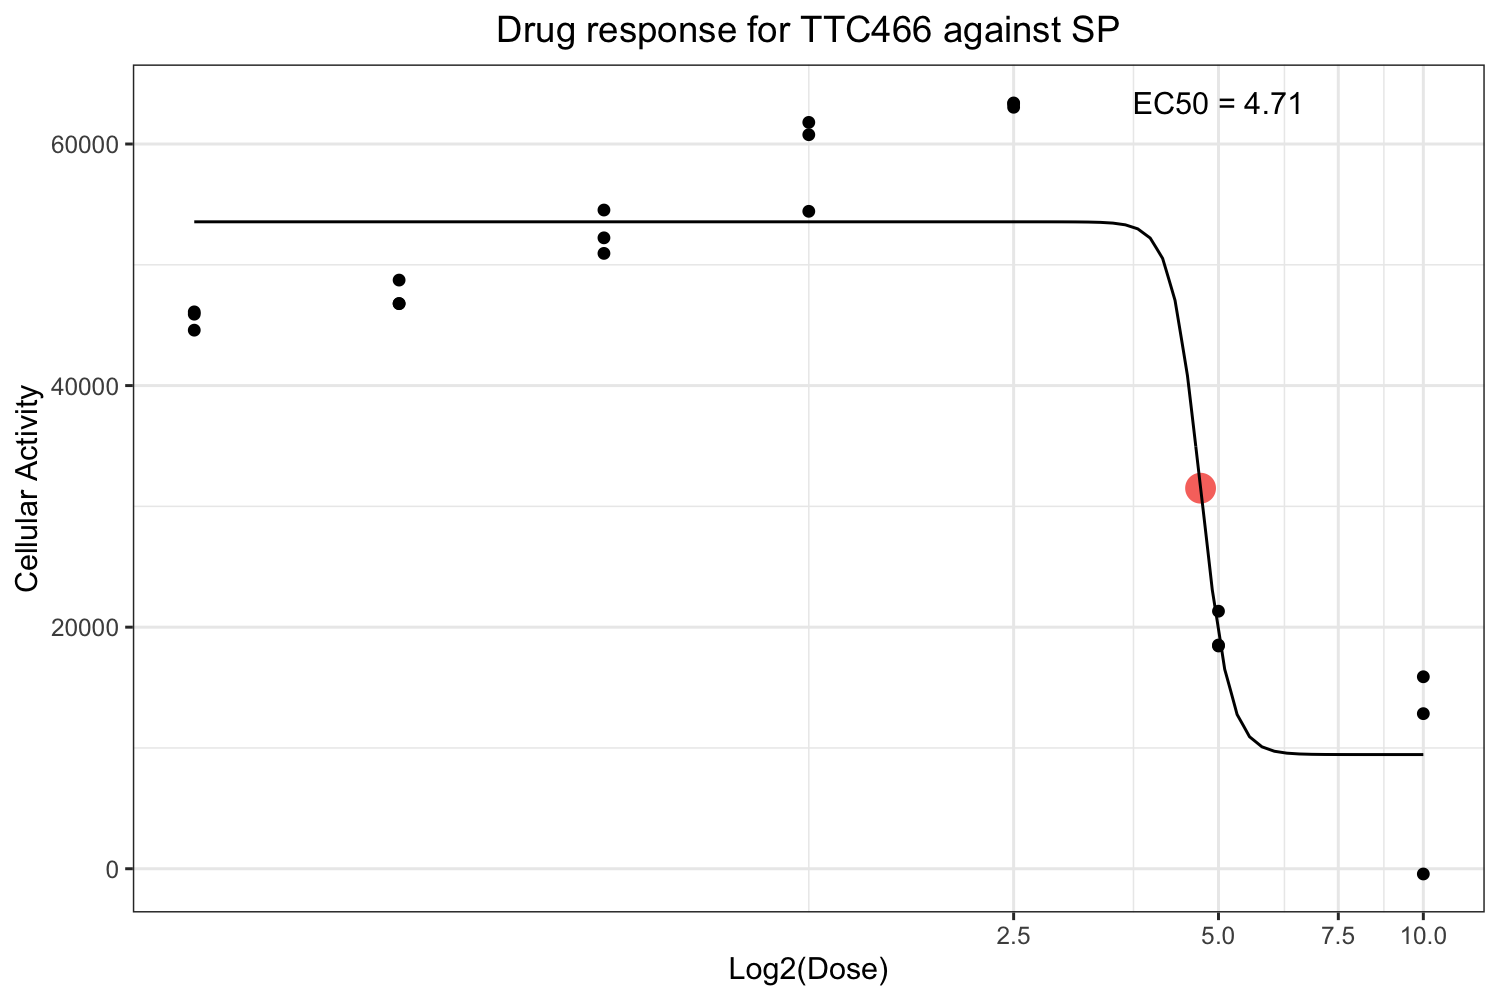 Drug response for TTC466 against SP
EC50 = 4.71
60000
40000
20000
0
Cellular Activity
2.5
5.0
7.5
10.0
Log2(Dose)